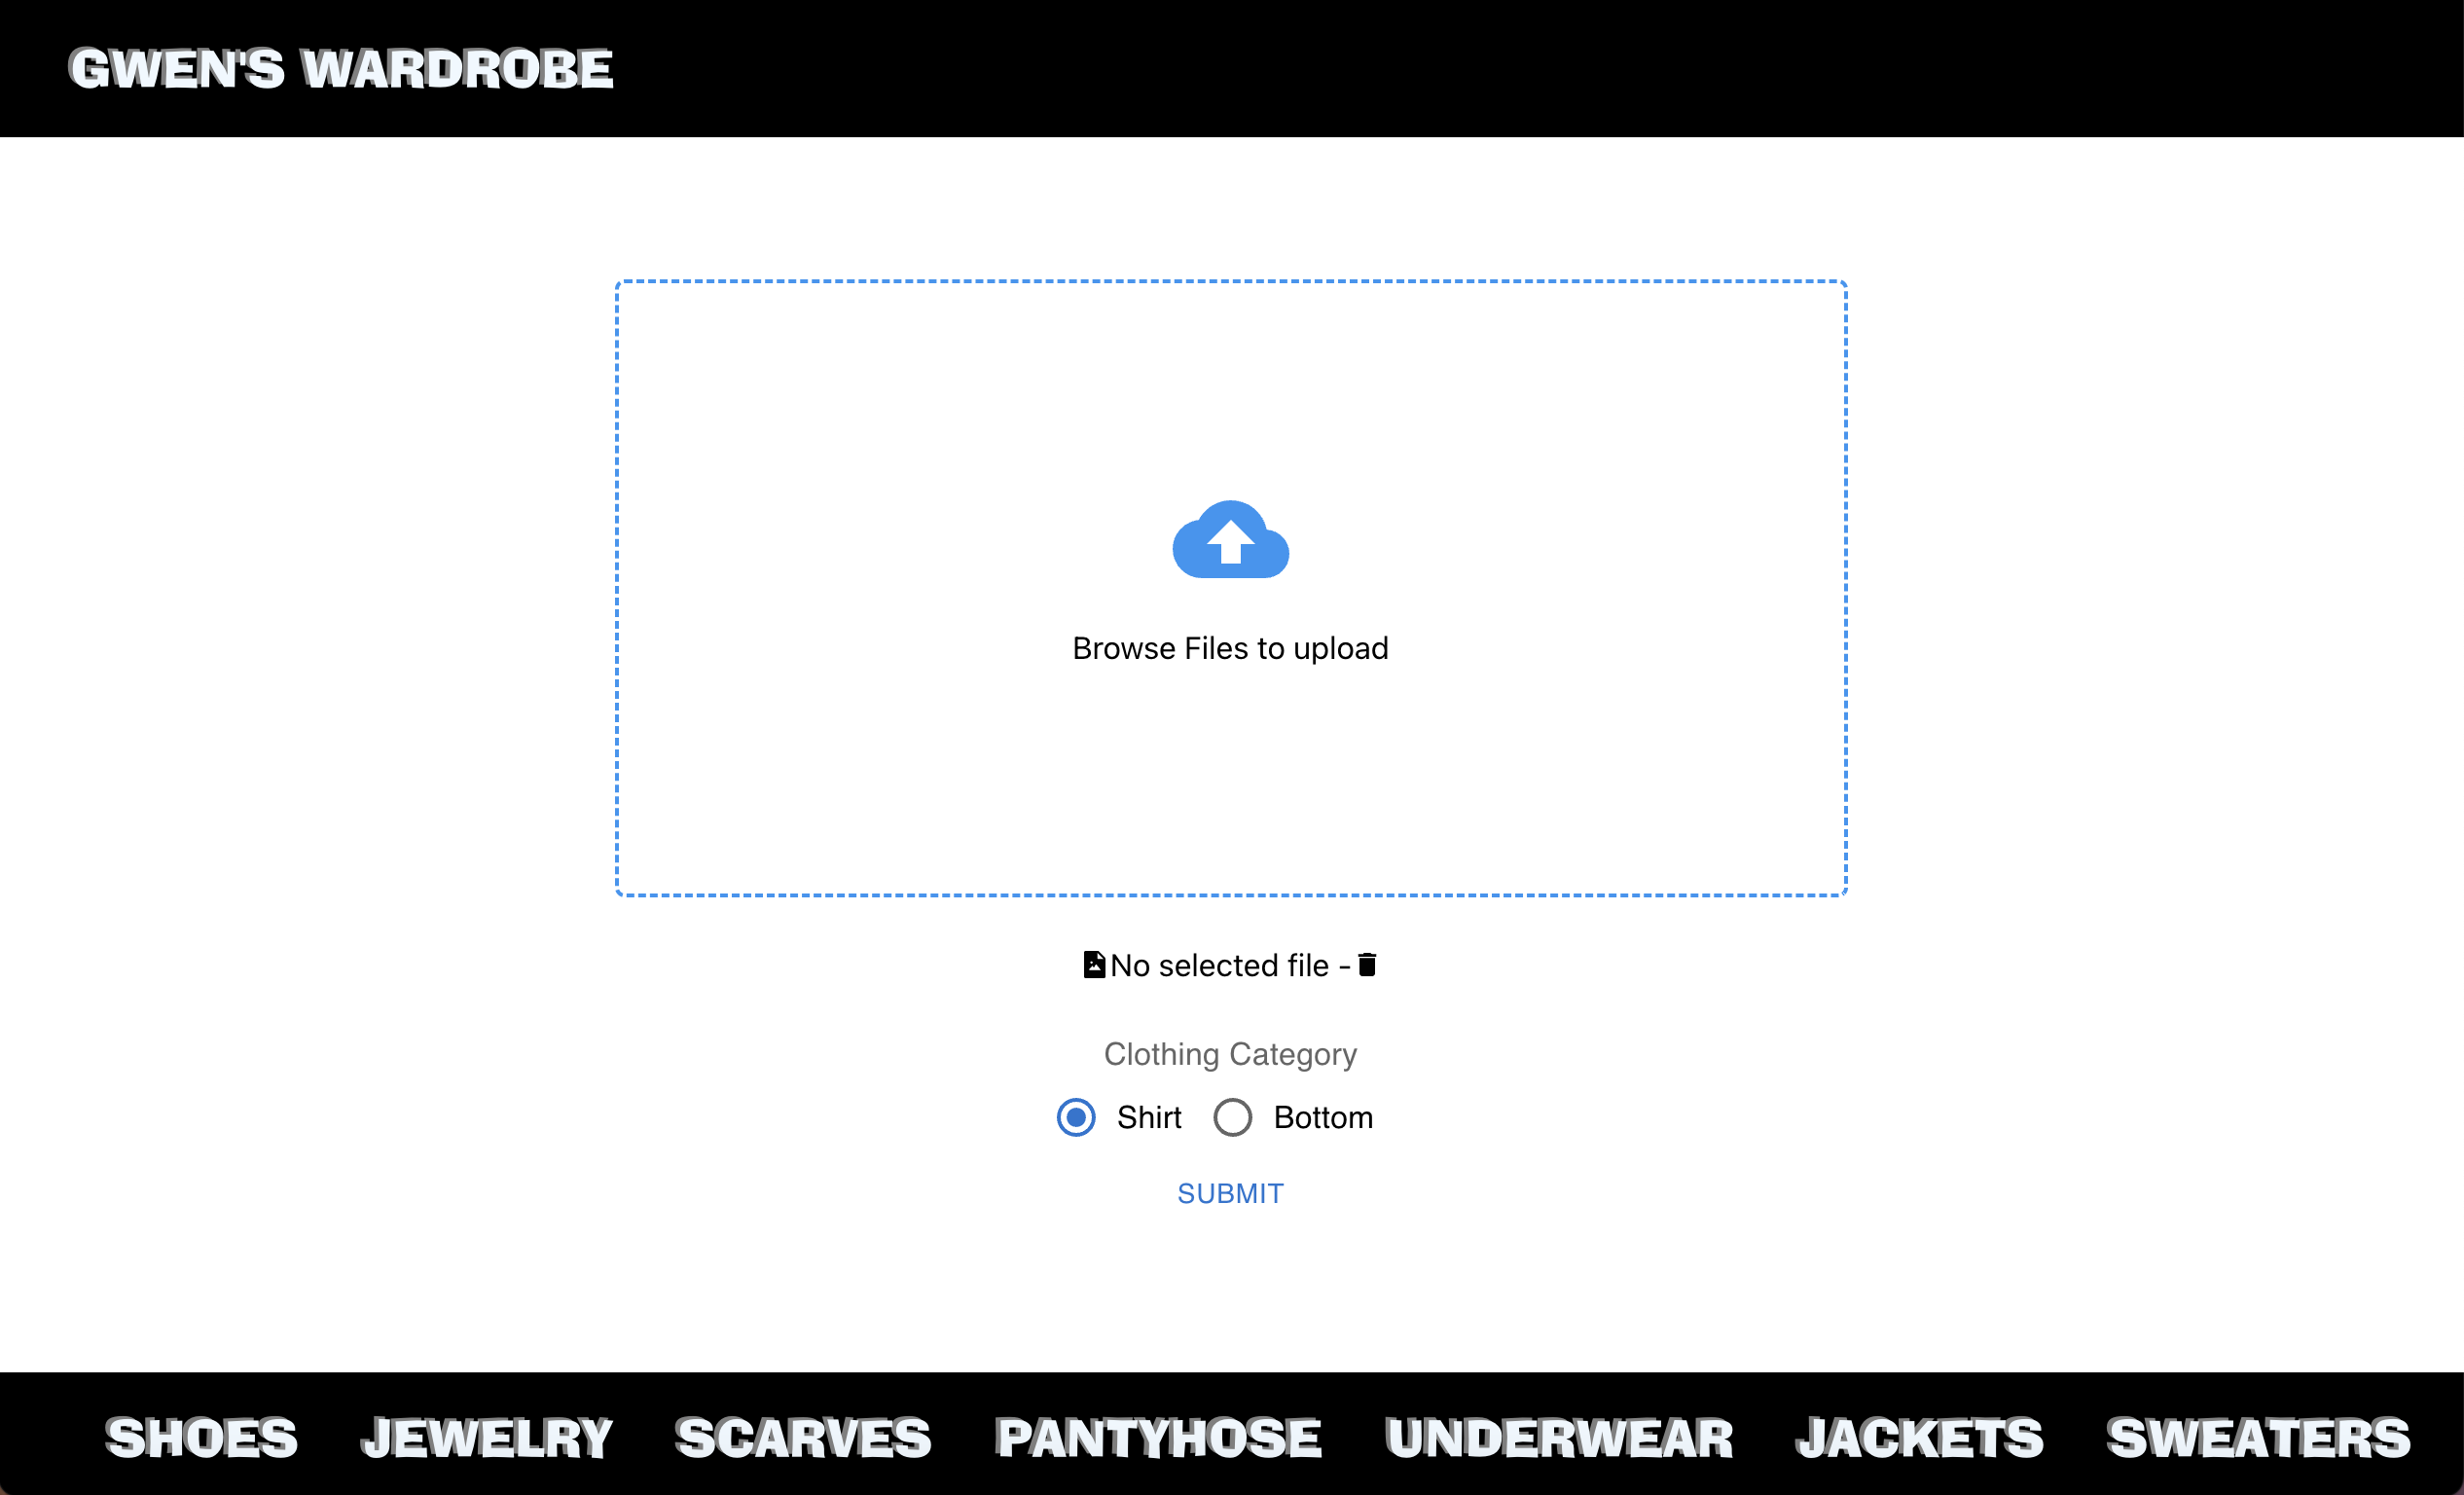 GWEN'S WARDROBE
Browse Files to upload
No selected file -
Clothing Category
Shirt Bottom
SUBMIT
SHOES JEWELRY SCARVES PANTYHOSE UNDERWEAR JACKETS SWEATERS